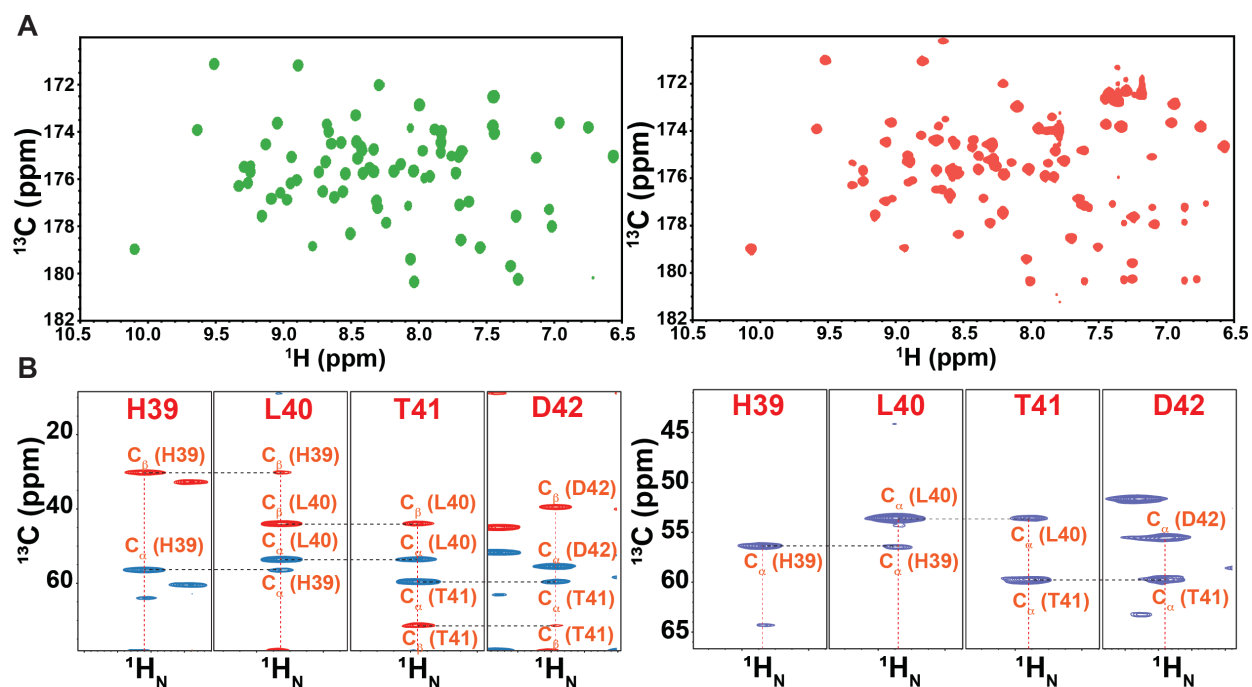 A
172
174
176
178
180
182
¹³C (ppm)
10.5 10.0 9.5 9.0 8.5 8.0 7.5 7.0 6.5
¹H (ppm)
172
174
176
178
180
182
¹³C (ppm)
10.5 10.0 9.5 9.0 8.5 8.0 7.5 7.0 6.5
¹H (ppm)
B
20
40
60
¹³C (ppm)
H39 L40 T41 D42
Cβ (H39) Cβ (H39)
Cβ (L40) Cβ (L40) Cβ (D42)
Cα (H39) Cα (L40) Cα (L40) Cα (D42)
Cα (H39) Cα (T41) Cα (T41)
Cβ (T41) Cβ (T41)
¹HN ¹HN ¹HN ¹HN
45
50
55
60
65
¹³C (ppm)
H39 L40 T41 D42
Cα (L40)
Cα (D42)
Cα (H39) Cα (H39) Cα (L40)
Cα (T41) Cα (T41)
¹HN ¹HN ¹HN ¹HN